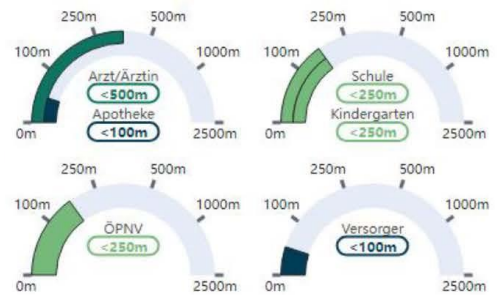 250m 500m
100m 1000m
Arzt/Ärztin
<500m
Apotheke
<100m
0m 2500m
250m 500m
100m 1000m
Schule
<250m
Kindergarten
<250m
0m 2500m
250m 500m
100m 1000m
ÖPNV
<250m
0m 2500m
250m 500m
100m 1000m
Versorger
<100m
0m 2500m